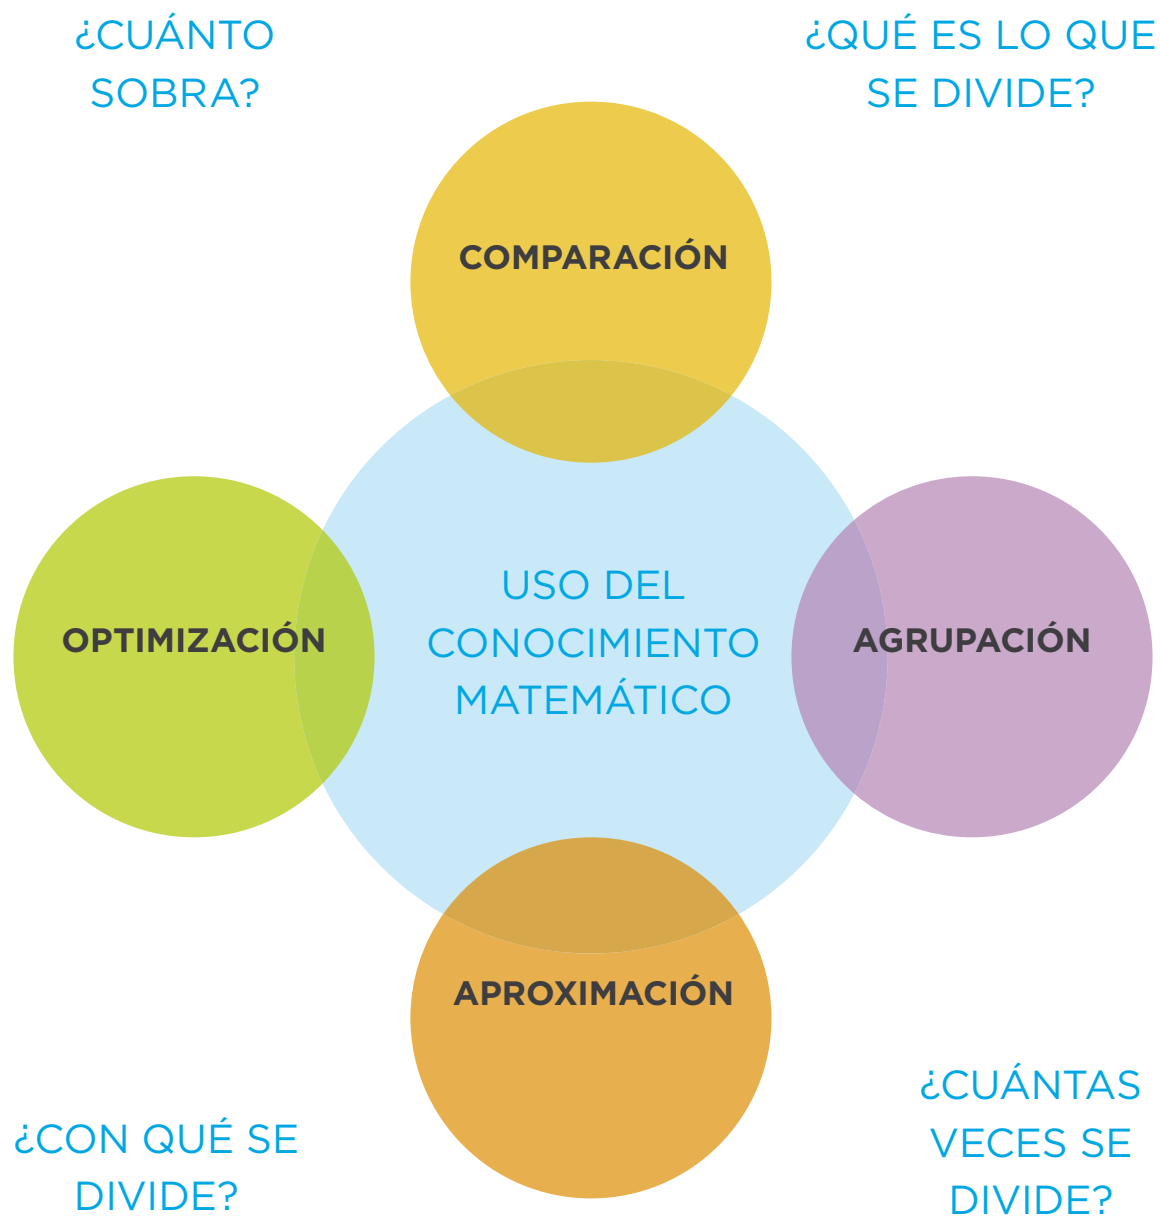 ¿CUÁNTO
SOBRA?
¿QUÉ ES LO QUE
SE DIVIDE?
COMPARACIÓN
OPTIMIZACIÓN
USO DEL
CONOCIMIENTO
MATEMÁTICO
AGRUPACIÓN
APROXIMACIÓN
¿CON QUÉ SE
DIVIDE?
¿CUÁNTAS
VECES SE
DIVIDE?